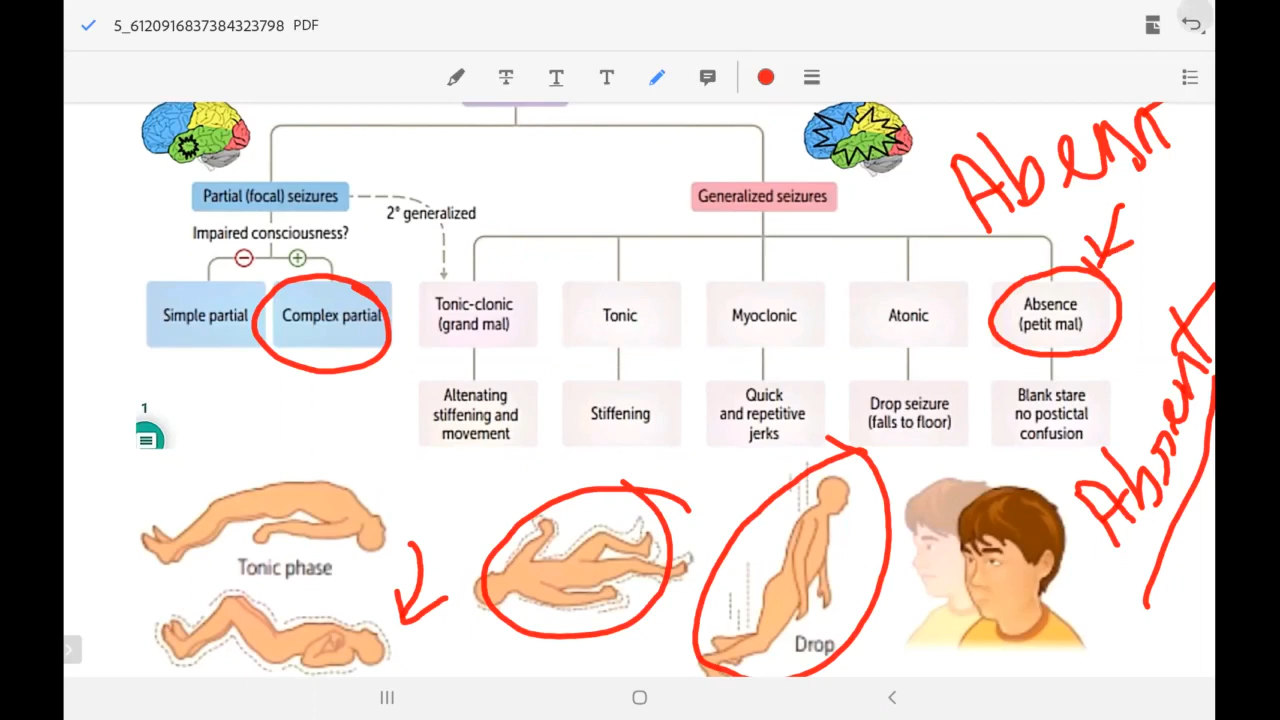 5_6120916837384323798 PDF
Abesnt
Partial (focal) seizures
Generalized seizures
2° generalized
Impaired consciousness?
Simple partial
Complex partial
Tonic-clonic
(grand mal)
Tonic
Myoclonic
Atonic
Absence
(petit mal)
Altenating
stiffening and
movement
Stiffening
Quick
and repetitive
jerks
Drop seizure
(falls to floor)
Blank stare
no postictal
confusion
1
Absent
Tonic phase
Drop